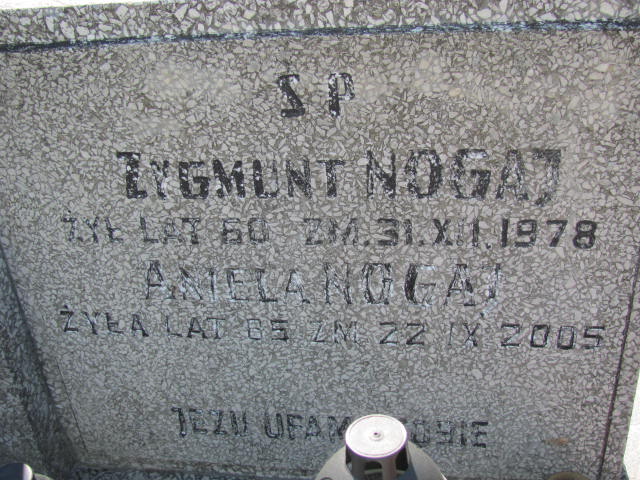 Ś P
ZYGMUNT NOGAJ
ŻYŁ LAT 60 ZM. 31. XII. 1978
ANIELA NOGAJ
ŻYŁA LAT 85 ZM 22 IX 2005
JEZU UFAM TOBIE